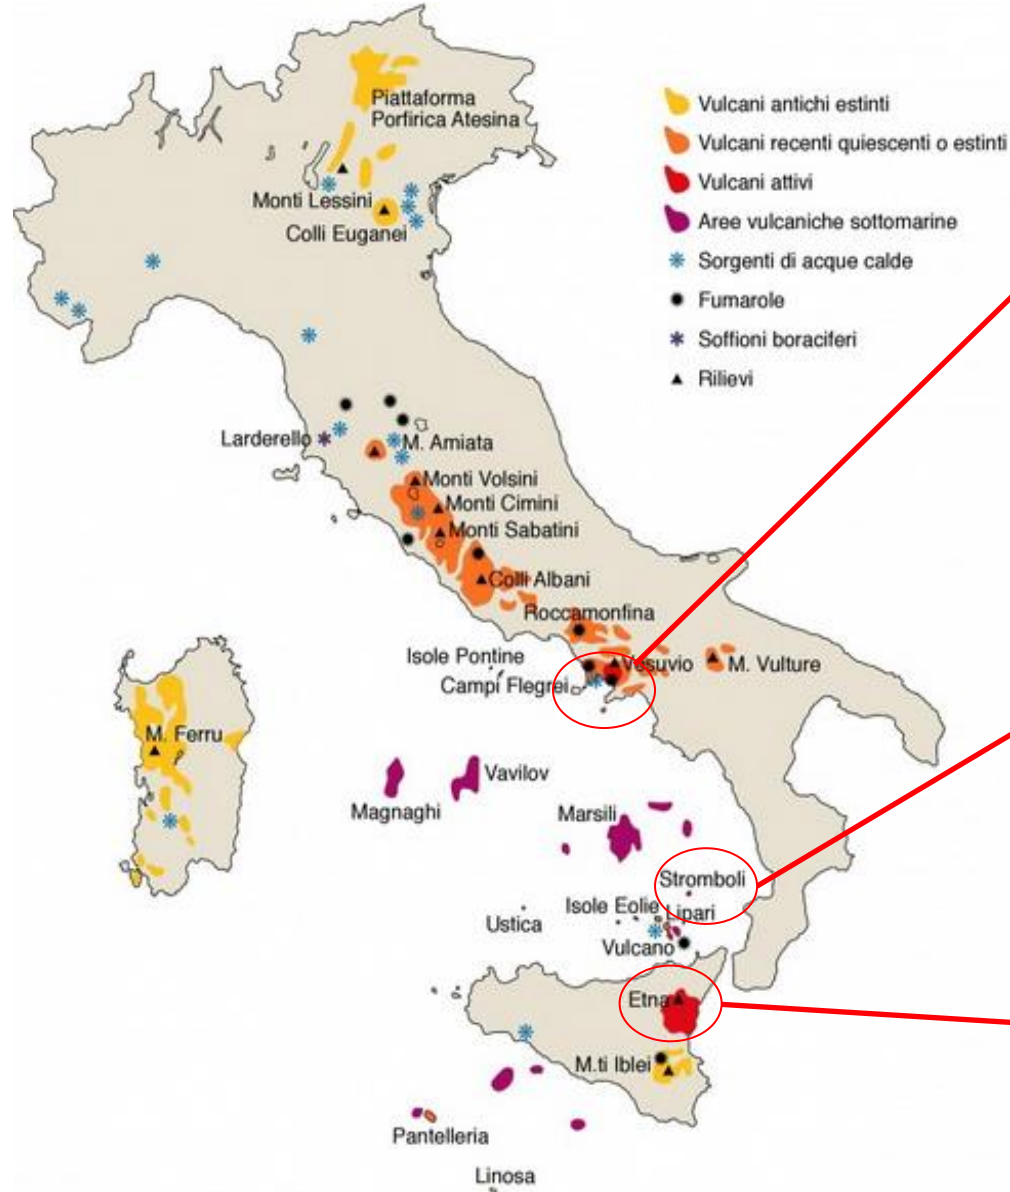 Piattaforma
Porfirica Atesina
Monti Lessini
Colli Euganei
Vulcani antichi estinti
Vulcani recenti quiescenti o estinti
Vulcani attivi
Aree vulcaniche sottomarine
Sorgenti di acque calde
Fumarole
Soffioni boraciferi
Rilievi
Larderello
M. Amiata
Monti Volsini
Monti Cimini
Monti Sabatini
Colli Albani
Roccamonfina
Isole Pontine
Vesuvio
M. Vulture
Campi Flegrei
M. Ferru
Vavilov
Magnaghi
Marsili
Stromboli
Isole Eolie
Lipari
Ustica
Vulcano
Etna
M.ti Iblei
Pantelleria
Linosa